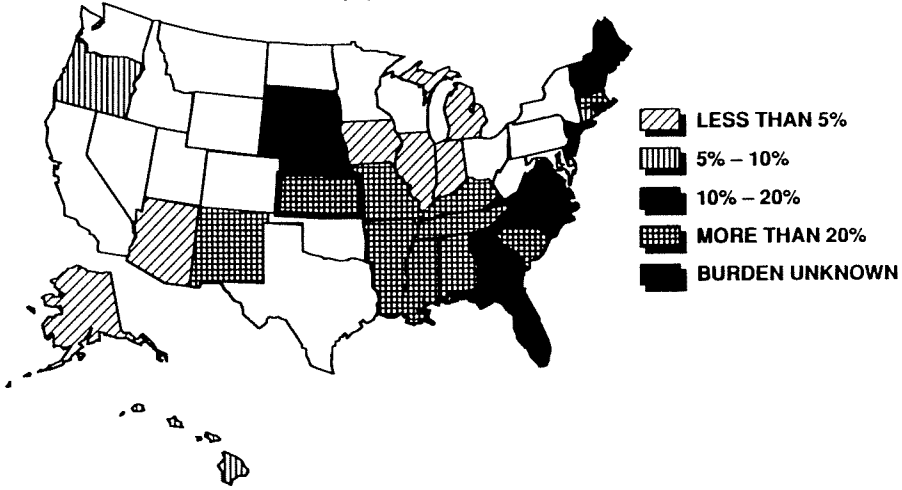 LESS THAN 5%
5% – 10%
10% – 20%
MORE THAN 20%
BURDEN UNKNOWN